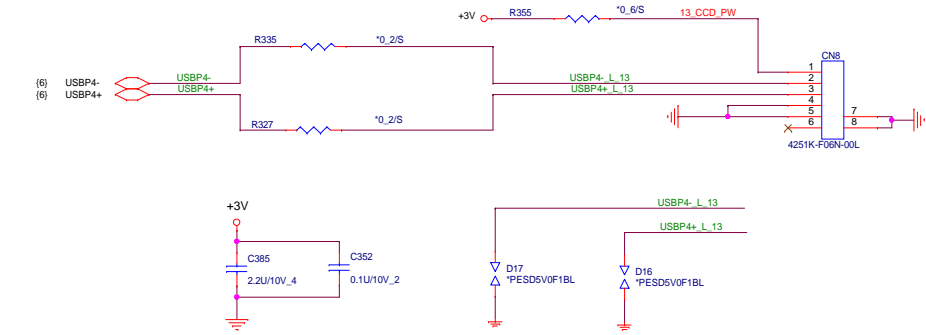 +3V R355 *0_6/S 13_CCD_PW
R335 *0_2/S
CN8
{6} USBP4- USBP4- USBP4-_L_13 1
{6} USBP4+ USBP4+ USBP4+_L_13 2
3
4
5 7
6 8
R327 *0_2/S
4251K-F06N-00L
+3V
USBP4-_L_13
USBP4+_L_13
C385 C352
2.2U/10V_4 0.1U/10V_2
D17 D16
*PESD5V0F1BL *PESD5V0F1BL